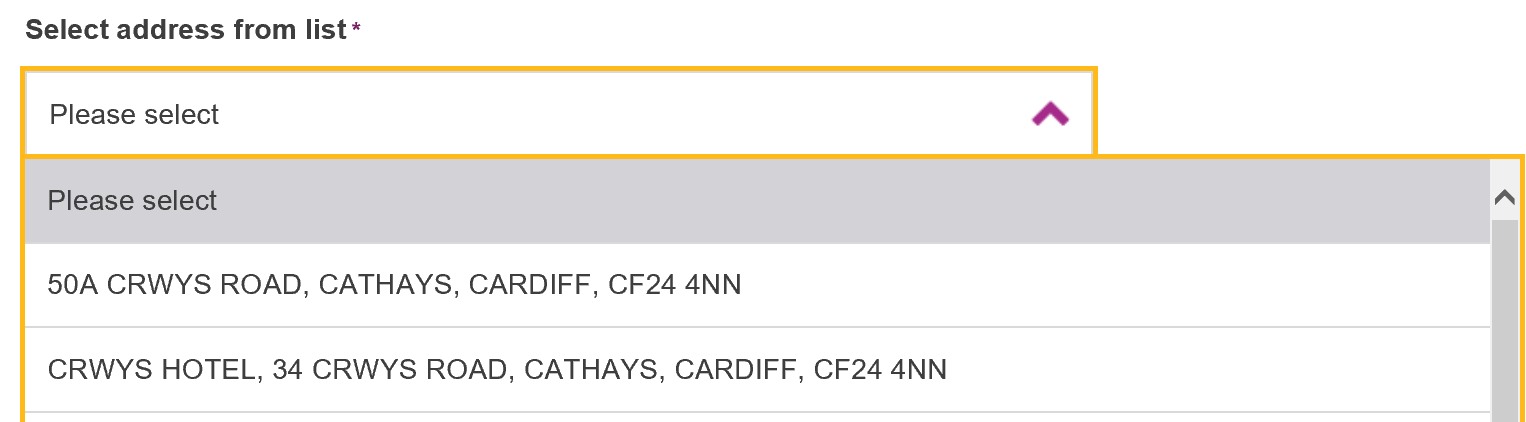 Select address from list *
Please select
Please select
50A CRWYS ROAD, CATHAYS, CARDIFF, CF24 4NN
CRWYS HOTEL, 34 CRWYS ROAD, CATHAYS, CARDIFF, CF24 4NN